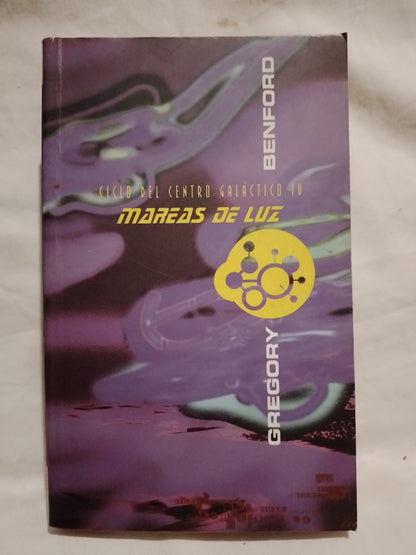 CICLO DEL CENTRO GALÁCTICO IV
MAREAS DE LUZ
GREGORY BENFORD